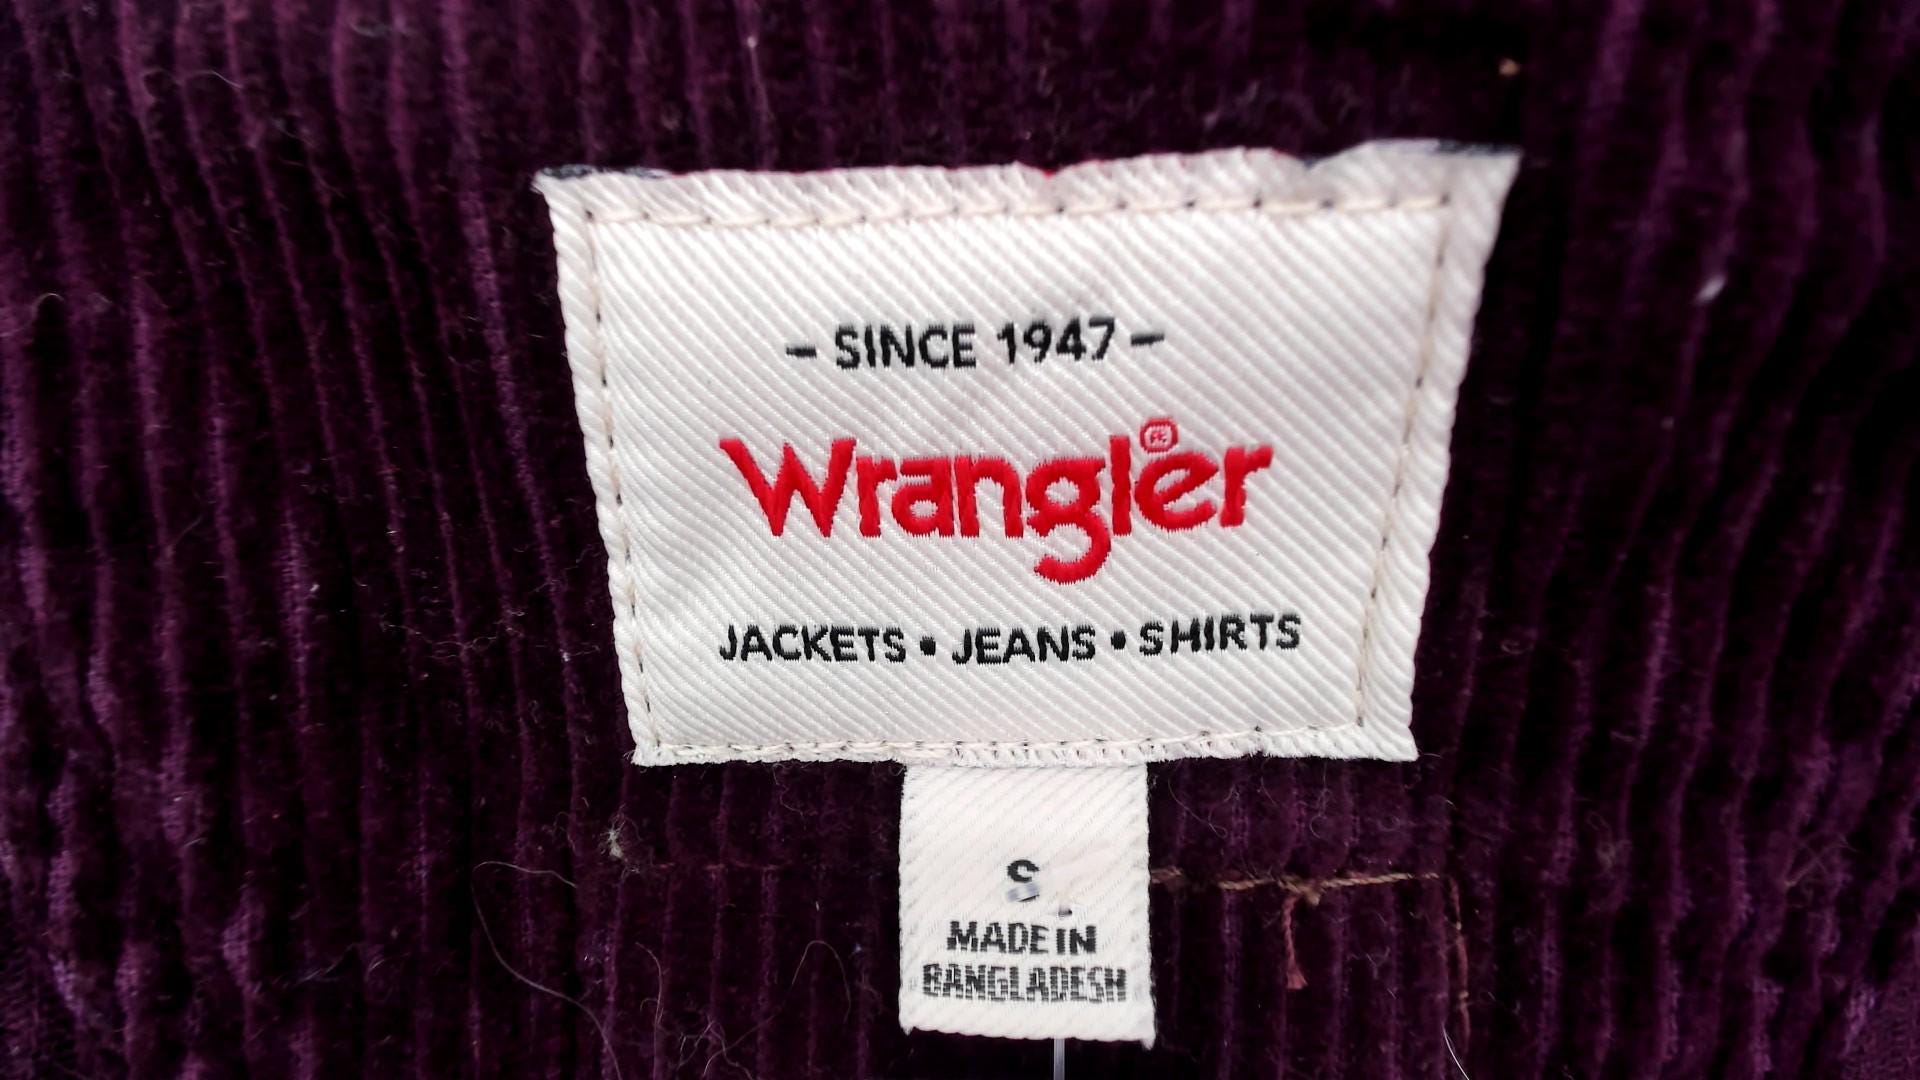 - SINCE 1947 -
Wrangler®
JACKETS • JEANS • SHIRTS
S
MADE IN
BANGLADESH